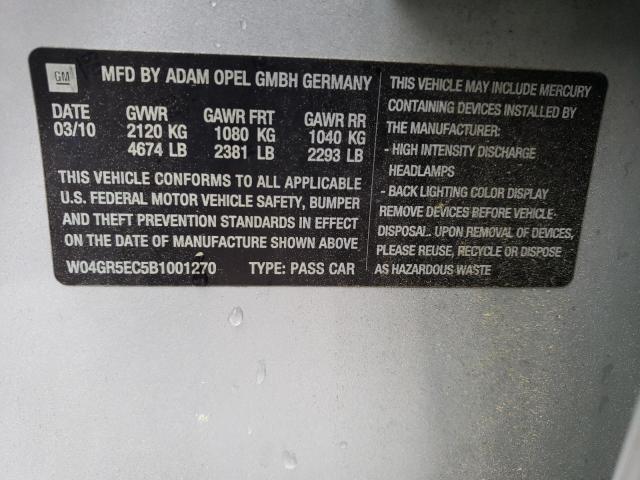 GM
MFD BY ADAM OPEL GMBH GERMANY
DATE GVWR GAWR FRT GAWR RR
03/10 2120 KG 1080 KG 1040 KG
4674 LB 2381 LB 2293 LB
THIS VEHICLE CONFORMS TO ALL APPLICABLE
U.S. FEDERAL MOTOR VEHICLE SAFETY, BUMPER
AND THEFT PREVENTION STANDARDS IN EFFECT
ON THE DATE OF MANUFACTURE SHOWN ABOVE
W04GR5EC5B1001270 TYPE: PASS CAR
THIS VEHICLE MAY INCLUDE MERCURY
CONTAINING DEVICES INSTALLED BY
THE MANUFACTURER:
- HIGH INTENSITY DISCHARGE
HEADLAMPS
- BACK LIGHTING COLOR DISPLAY
REMOVE DEVICES BEFORE VEHICLE
DISPOSAL. UPON REMOVAL OF DEVICES,
PLEASE REUSE, RECYCLE OR DISPOSE
AS HAZARDOUS WASTE